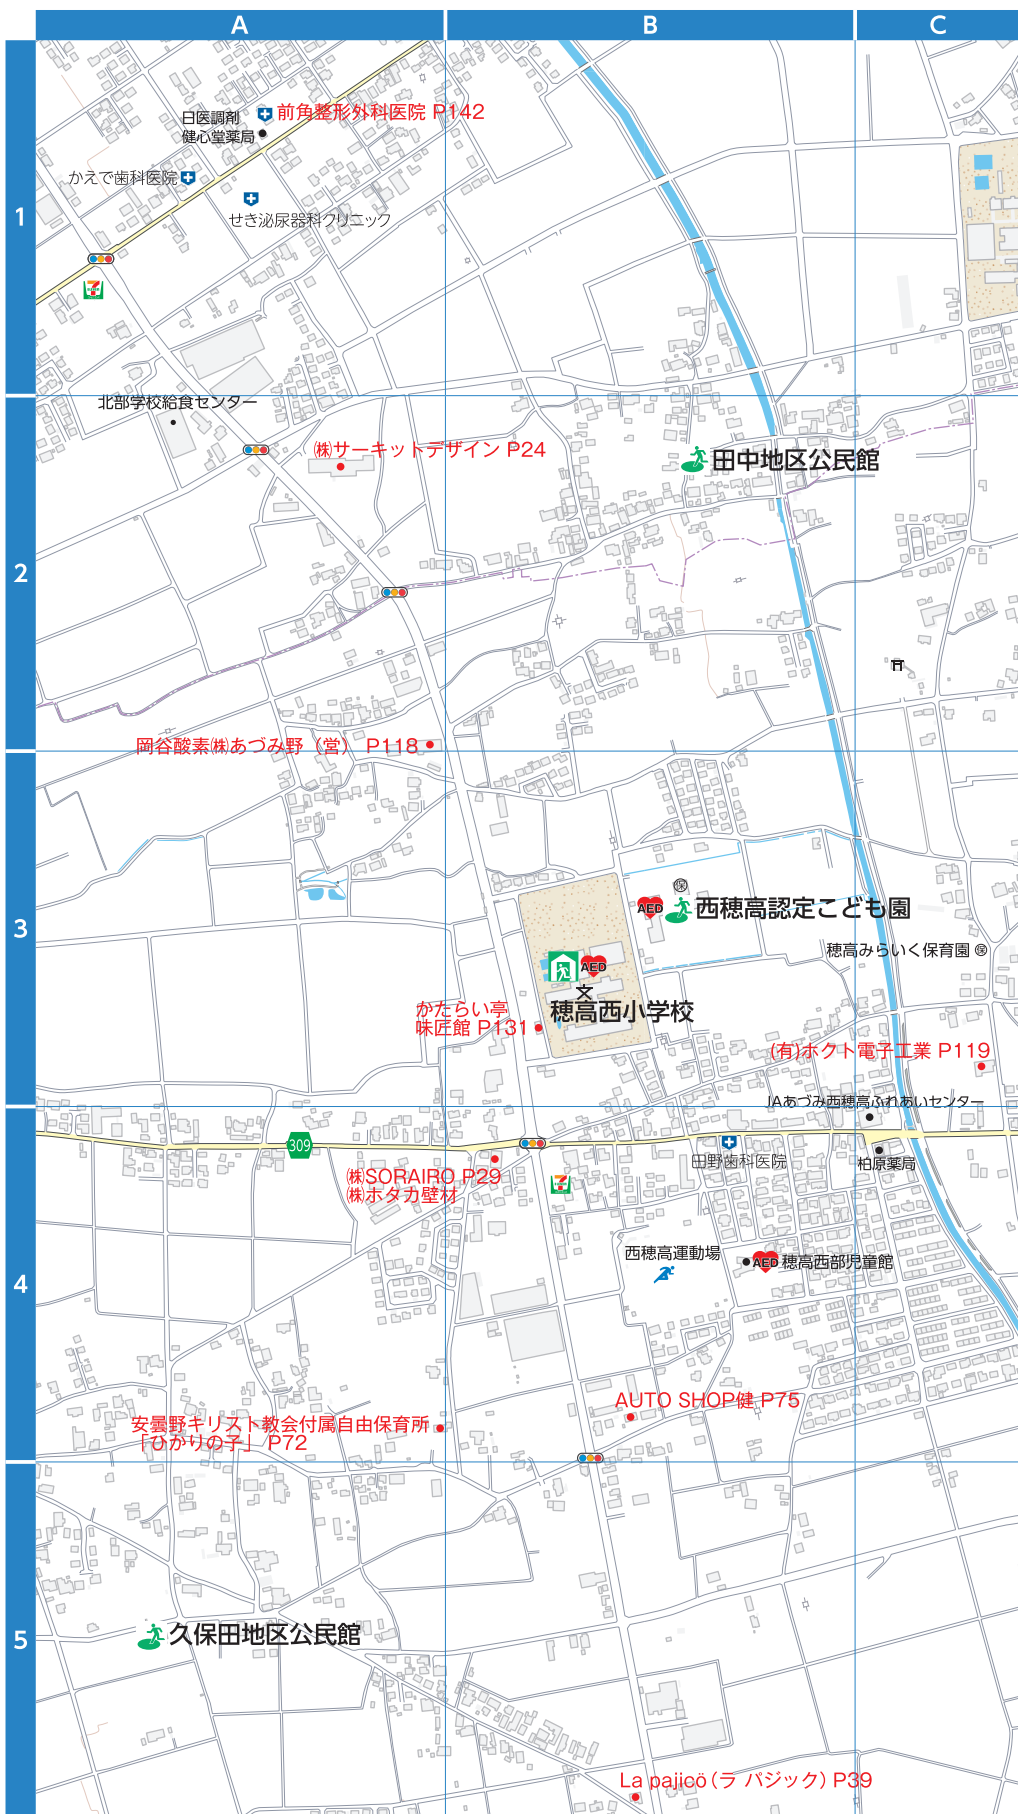 A
B
C
1
日医調剤
健心堂薬局
前角整形外科医院 P142
かえで歯科医院
せき泌尿器科クリニック
北部学校給食センター
㈱サーキットデザイン P24
田中地区公民館
2
岡谷酸素㈱あづみ野（営） P118
3
保
AED
西穂高認定こども園
穂高みらいく保育園
保
AED
文
穂高西小学校
かたらい亭
味匠館 P131
(有)ホクト電子工業 P119
JAあづみ西穂高ふれあいセンター
309
田野歯科医院
柏原薬局
㈱SORAIRO P29
㈱ホタカ壁材
西穂高運動場
AED
穂高西部児童館
4
AUTO SHOP健 P75
安曇野キリスト教会付属自由保育所
「ひかりの子」 P72
久保田地区公民館
5
La pajicö（ラ パジック）P39